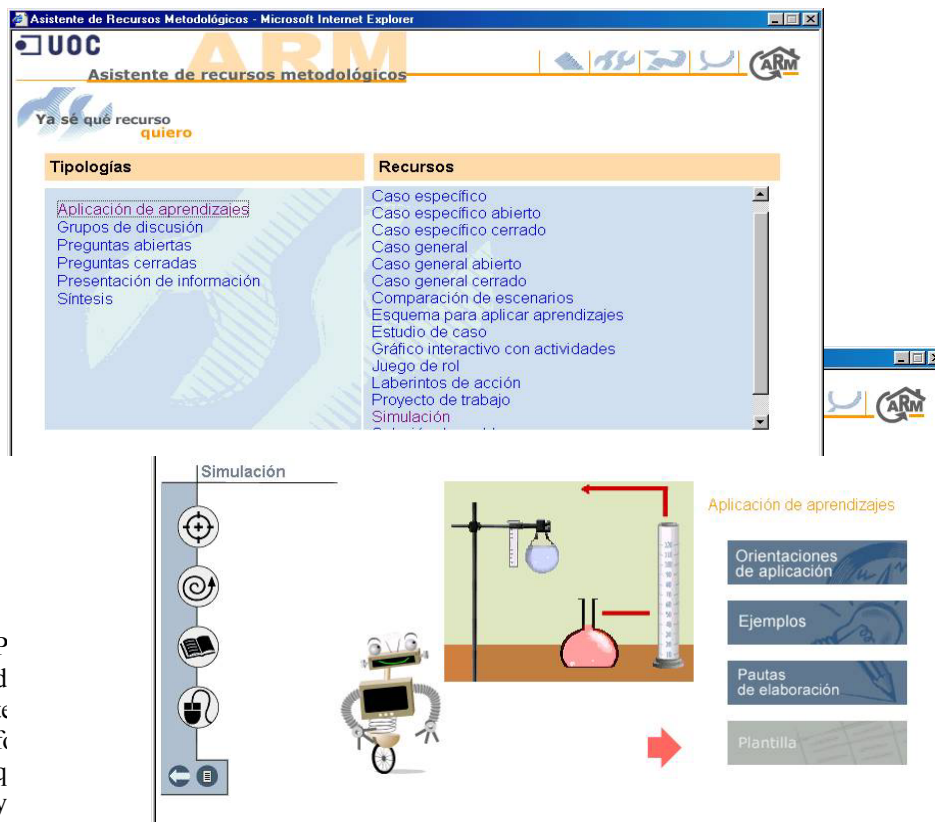 Asistente de Recursos Metodológicos - Microsoft Internet Explorer
UOC
ARM
Asistente de recursos metodológicos
ARM
Ya sé qué recurso
quiero
Tipologías
Recursos
Aplicación de aprendizajes
Grupos de discusión
Preguntas abiertas
Preguntas cerradas
Presentación de información
Síntesis
Caso específico
Caso específico abierto
Caso específico cerrado
Caso general
Caso general abierto
Caso general cerrado
Comparación de escenarios
Esquema para aplicar aprendizajes
Estudio de caso
Gráfico interactivo con actividades
Juego de rol
Laberintos de acción
Proyecto de trabajo
Simulación
ARM
Simulación
Aplicación de aprendizajes
Orientaciones
de aplicación
Ejemplos
Pautas
de elaboración
Plantilla
y